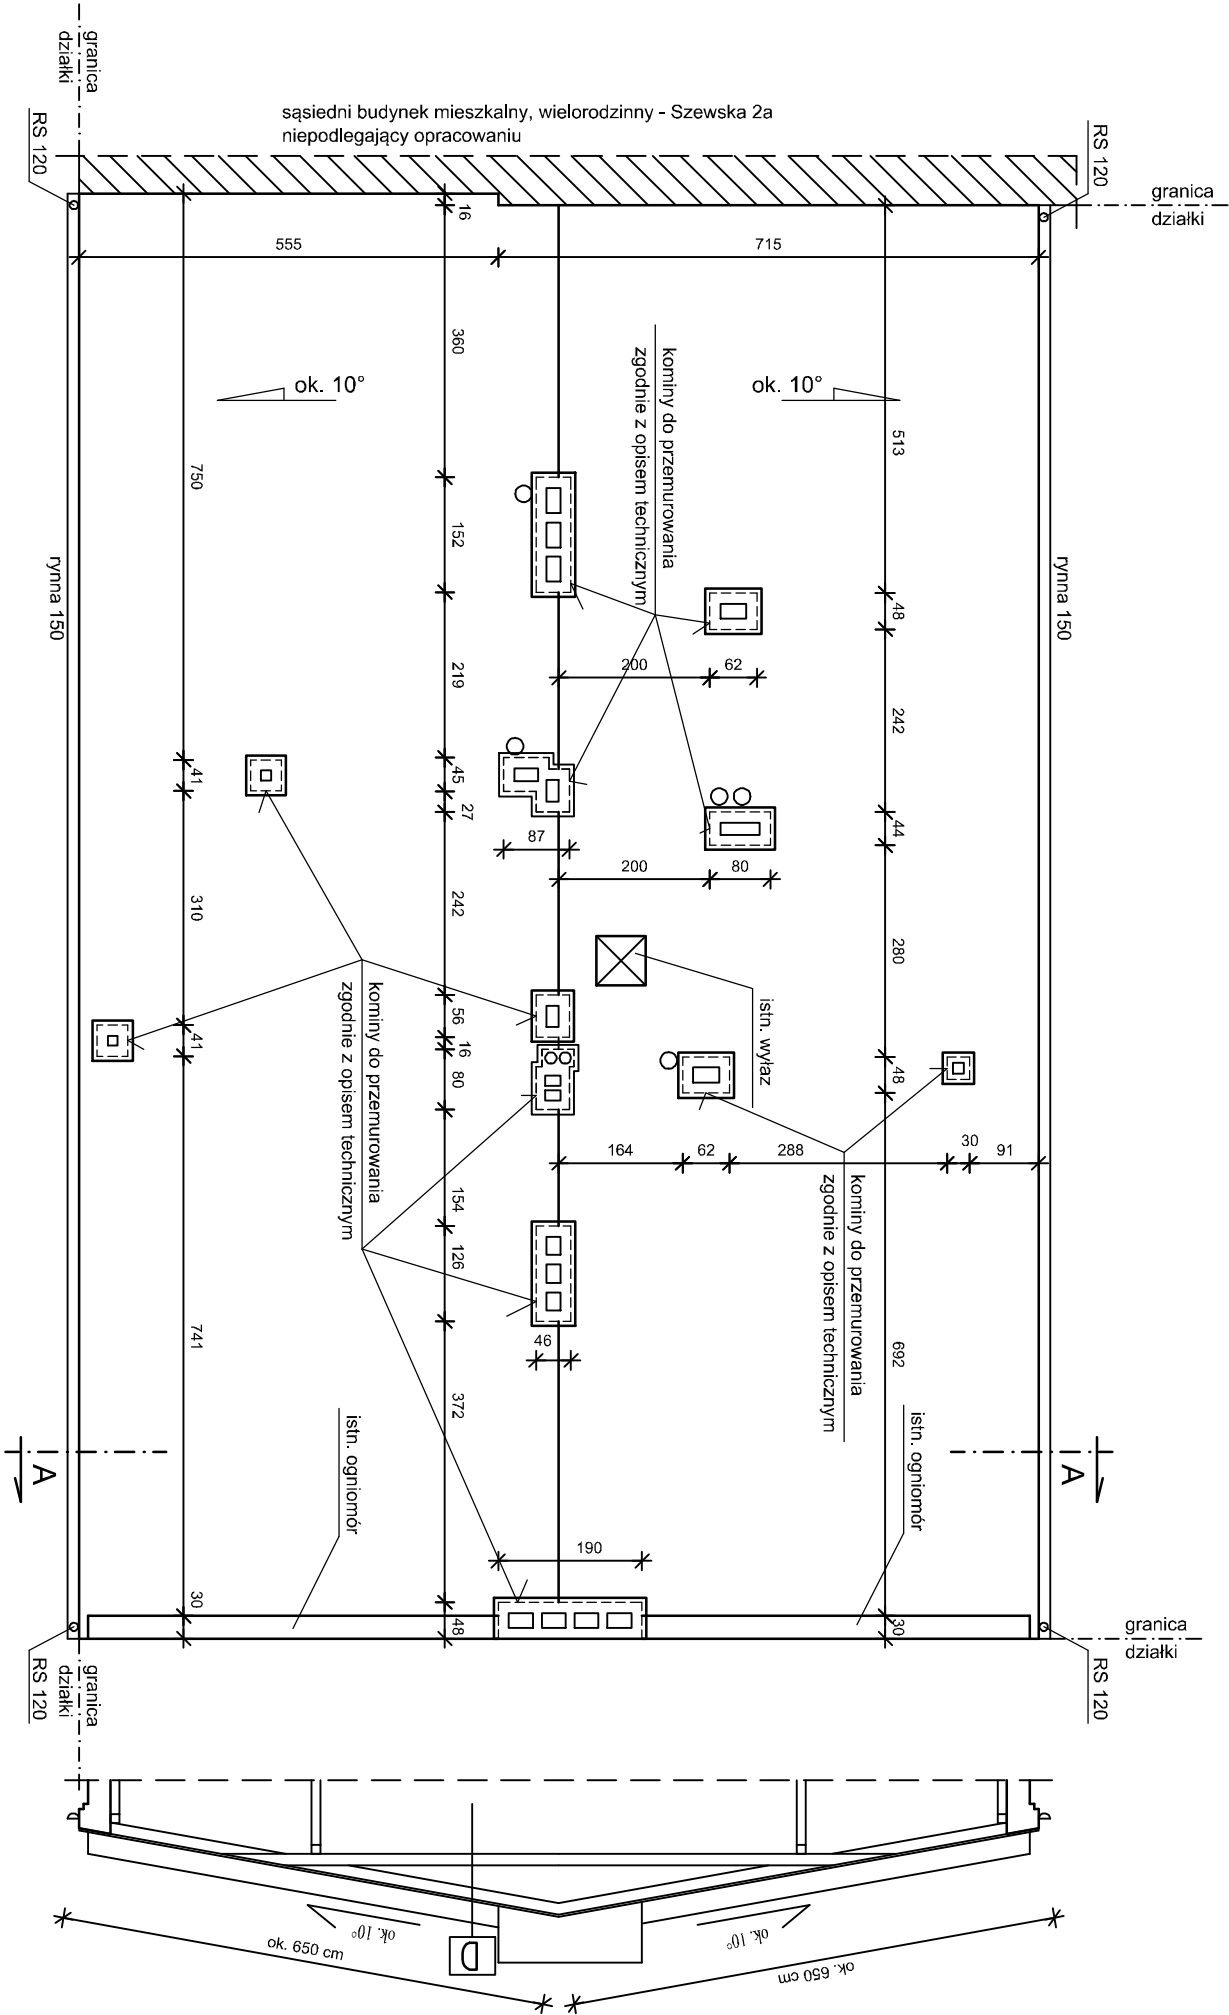 granica
działki
RS 120
sąsiedni budynek mieszkalny, wielorodzinny - Szewska 2a
niepodlegający opracowaniu
RS 120
granica
działki
16
555
715
360
ok. 10°
ok. 10°
kominy do przemurowania
zgodnie z opisem technicznym
513
750
152
rynna 150
rynna 150
48
200
62
219
242
41
45
27
44
87
200
80
310
242
280
istn. wyłaz
kominy do przemurowania
zgodnie z opisem technicznym
56
16
80
41
48
164
62
288
30
91
kominy do przemurowania
zgodnie z opisem technicznym
154
126
46
741
372
692
istn. ogniomór
istn. ogniomór
A
A
190
30
48
30
granica
działki
RS 120
granica
działki
RS 120
ok. 10°
ok. 10°
ok. 650 cm
ok. 650 cm
D